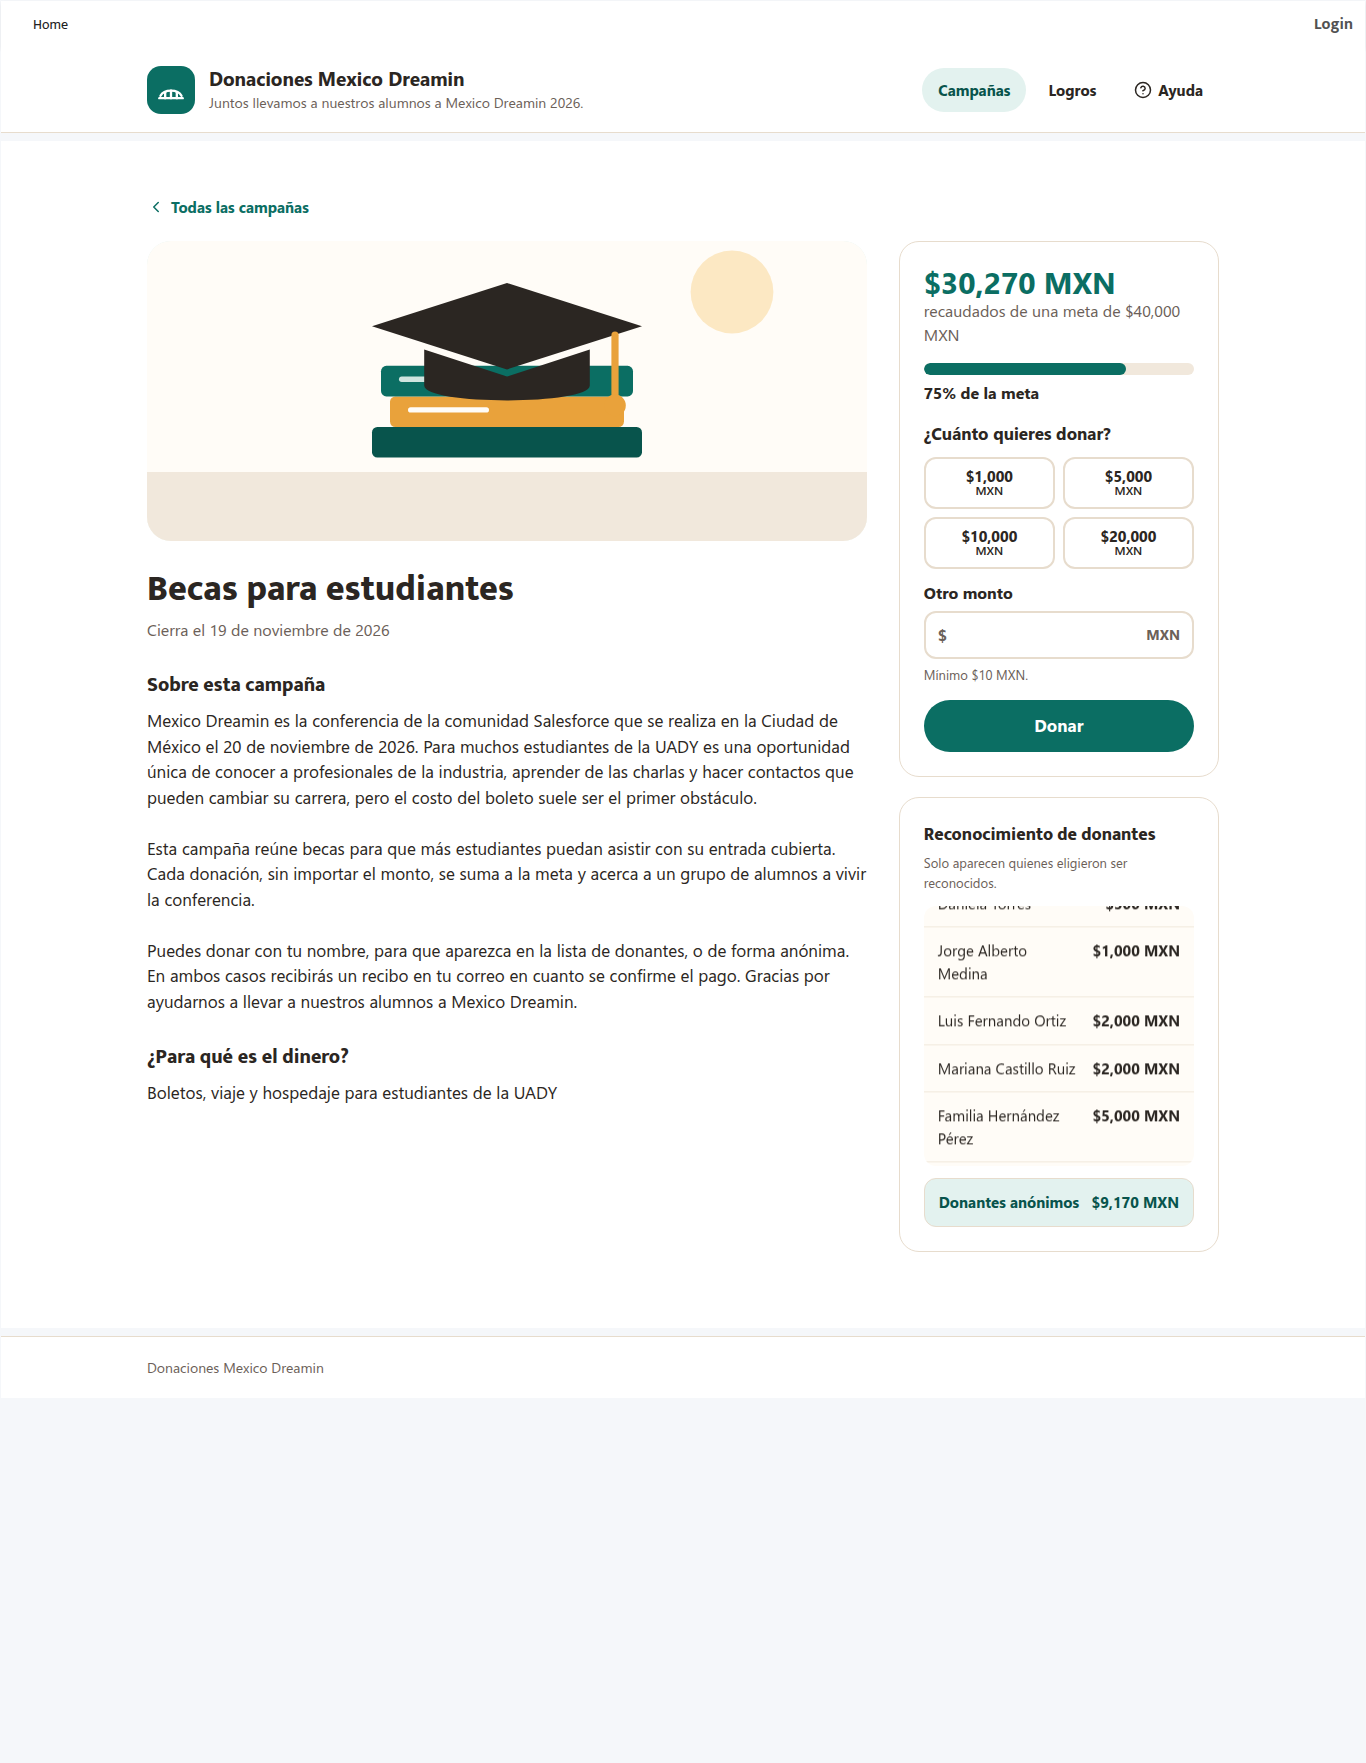 Home
Login
Donaciones Mexico Dreamin
Juntos llevamos a nuestros alumnos a Mexico Dreamin 2026.
Campañas
Logros
Ayuda
Todas las campañas
Becas para estudiantes
Cierra el 19 de noviembre de 2026
Sobre esta campaña
Mexico Dreamin es la conferencia de la comunidad Salesforce que se realiza en la Ciudad de
México el 20 de noviembre de 2026. Para muchos estudiantes de la UADY es una oportunidad
única de conocer a profesionales de la industria, aprender de las charlas y hacer contactos que
pueden cambiar su carrera, pero el costo del boleto suele ser el primer obstáculo.
Esta campaña reúne becas para que más estudiantes puedan asistir con su entrada cubierta.
Cada donación, sin importar el monto, se suma a la meta y acerca a un grupo de alumnos a vivir
la conferencia.
Puedes donar con tu nombre, para que aparezca en la lista de donantes, o de forma anónima.
En ambos casos recibirás un recibo en tu correo en cuanto se confirme el pago. Gracias por
ayudarnos a llevar a nuestros alumnos a Mexico Dreamin.
¿Para qué es el dinero?
Boletos, viaje y hospedaje para estudiantes de la UADY
$30,270 MXN
recaudados de una meta de $40,000
MXN
75% de la meta
¿Cuánto quieres donar?
$1,000
MXN
$5,000
MXN
$10,000
MXN
$20,000
MXN
Otro monto
$ MXN
Mínimo $10 MXN.
Donar
Reconocimiento de donantes
Solo aparecen quienes eligieron ser
reconocidos.
Daniela Torres $500 MXN
Jorge Alberto
Medina
$1,000 MXN
Luis Fernando Ortiz $2,000 MXN
Mariana Castillo Ruiz $2,000 MXN
Familia Hernández
Pérez
$5,000 MXN
Donantes anónimos $9,170 MXN
Donaciones Mexico Dreamin